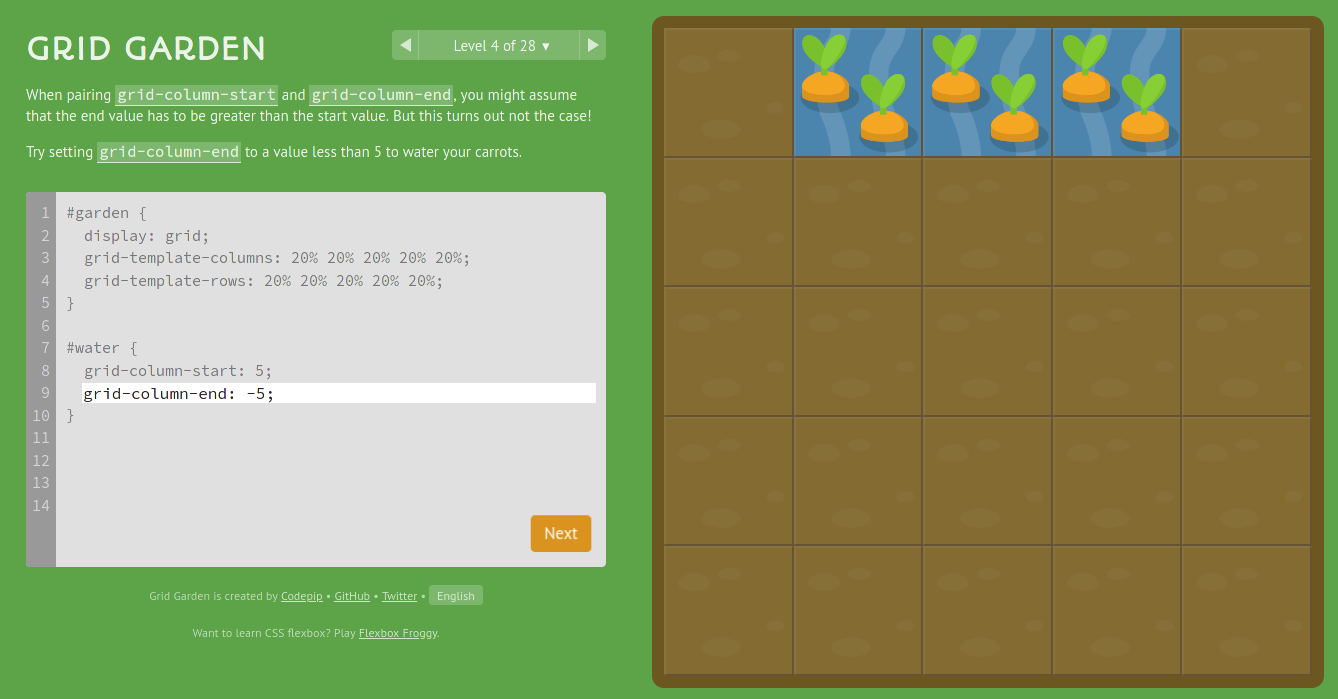 GRID GARDEN
◀ Level 4 of 28 ▾ ▶
When pairing grid-column-start and grid-column-end, you might assume
that the end value has to be greater than the start value. But this turns out not the case!
Try setting grid-column-end to a value less than 5 to water your carrots.
1 #garden {
2   display: grid;
3   grid-template-columns: 20% 20% 20% 20% 20%;
4   grid-template-rows: 20% 20% 20% 20% 20%;
5 }
6
7 #water {
8   grid-column-start: 5;
9   grid-column-end: -5;
10 }
11
12
13
14
Next
Grid Garden is created by Codepip • GitHub • Twitter • English
Want to learn CSS flexbox? Play Flexbox Froggy.